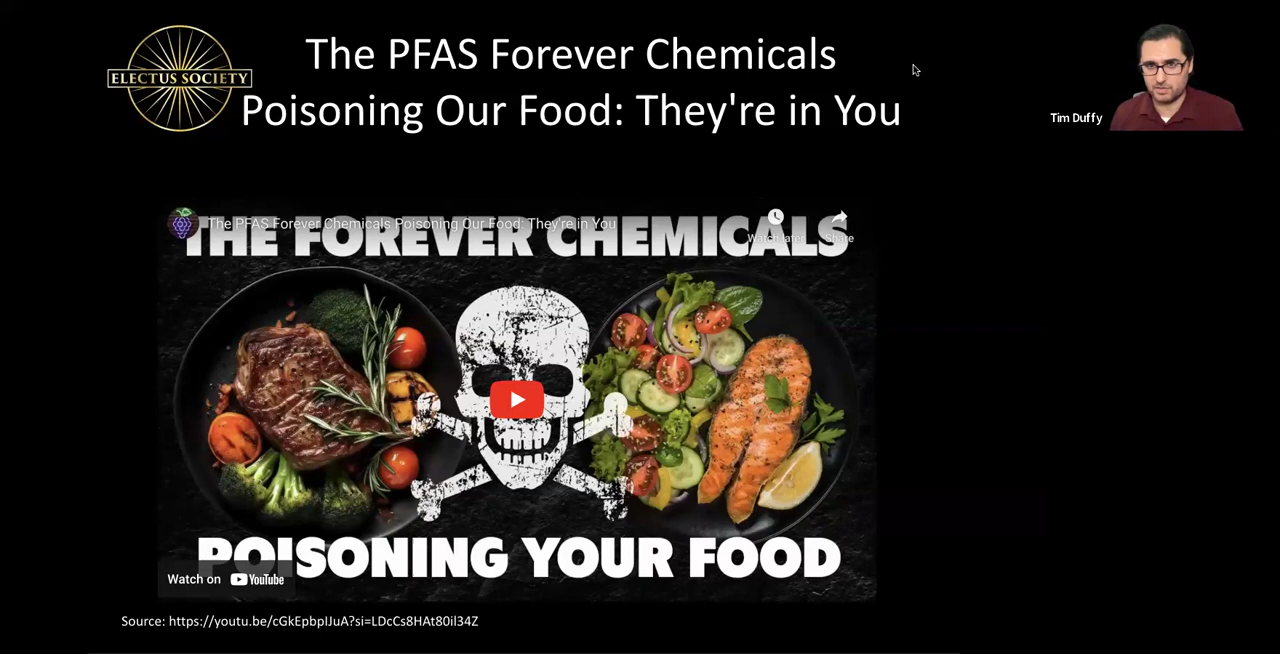 The PFAS Forever Chemicals
ELECTUS SOCIETY
Poisoning Our Food: They're in You
Tim Duffy
The PFAS Forever Chemicals Poisoning Our Food: They're in You
THE FOREVER CHEMICALS
Watch later
Share
POISONING YOUR FOOD
Watch on YouTube
Source: https://youtu.be/cGkEpbpIJuA?si=LDcCs8HAt80il34Z